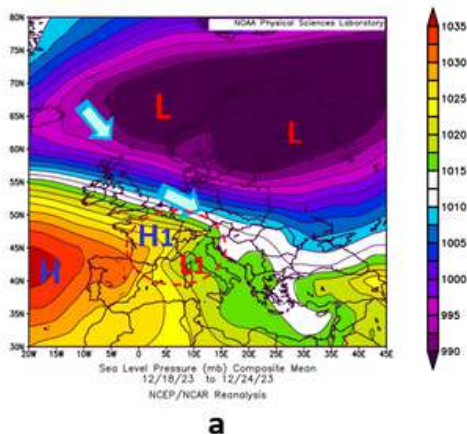 NOAA Physical Sciences Laboratory
80N
75N
70N
65N
60N
55N
50N
45N
40N
35N
30N
L
L
H1
L1
H
20W 15W 10W 5W 0 5E 10E 15E 20E 25E 30E 35E 40E 45E
Sea Level Pressure (mb) Composite Mean
12/18/23 to 12/24/23
NCEP/NCAR Reanalysis
1035
1030
1025
1020
1015
1010
1005
1000
995
990
a